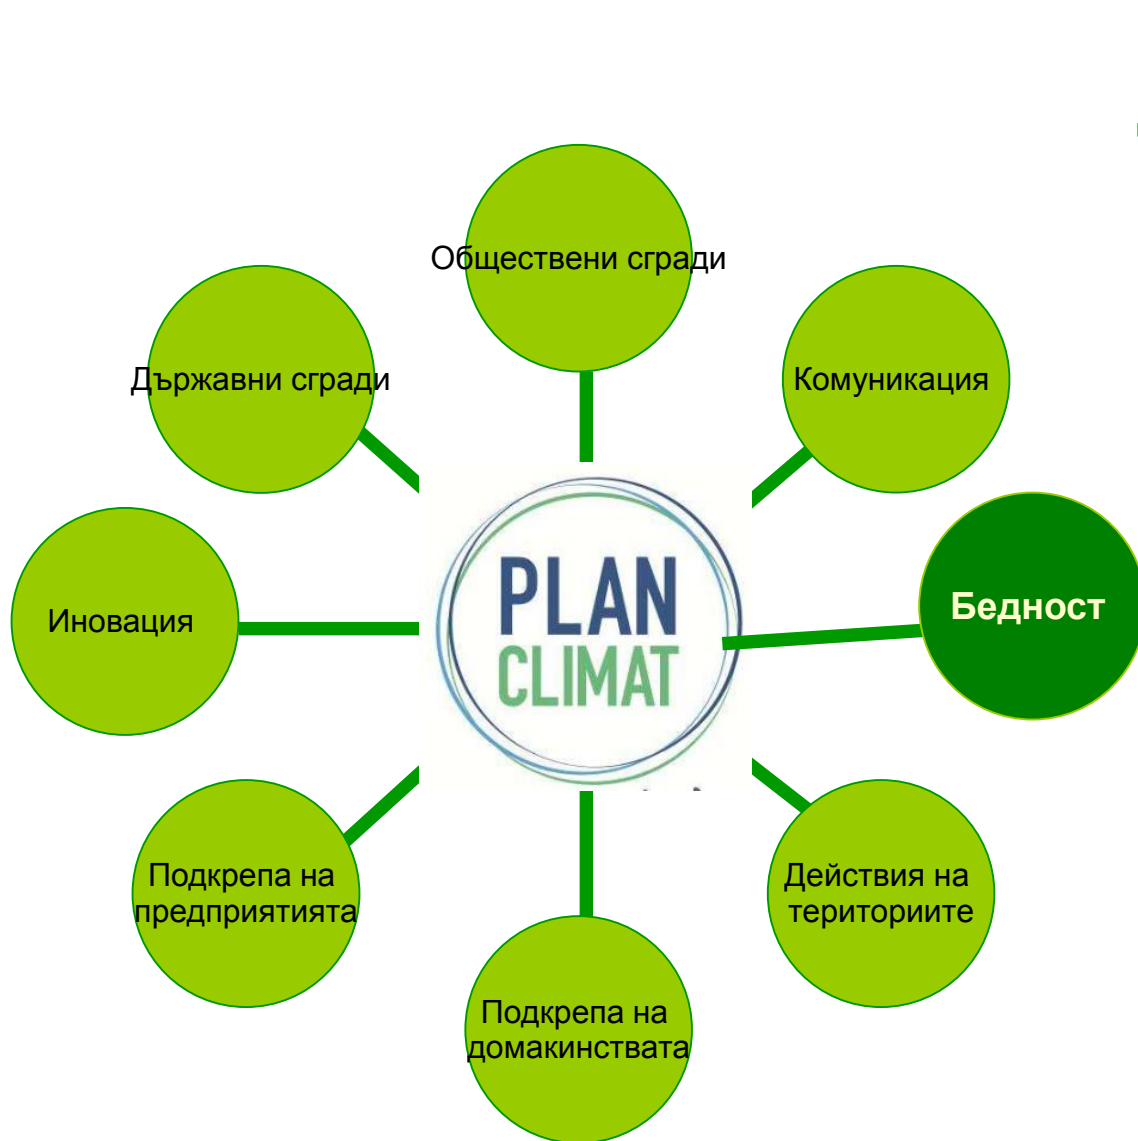 Обществени сгради
Държавни сгради
Комуникация
Бедност
Иновация
PLAN
CLIMAT
Подкрепа на
предприятията
Действия на
териториите
Подкрепа на
домакинствата